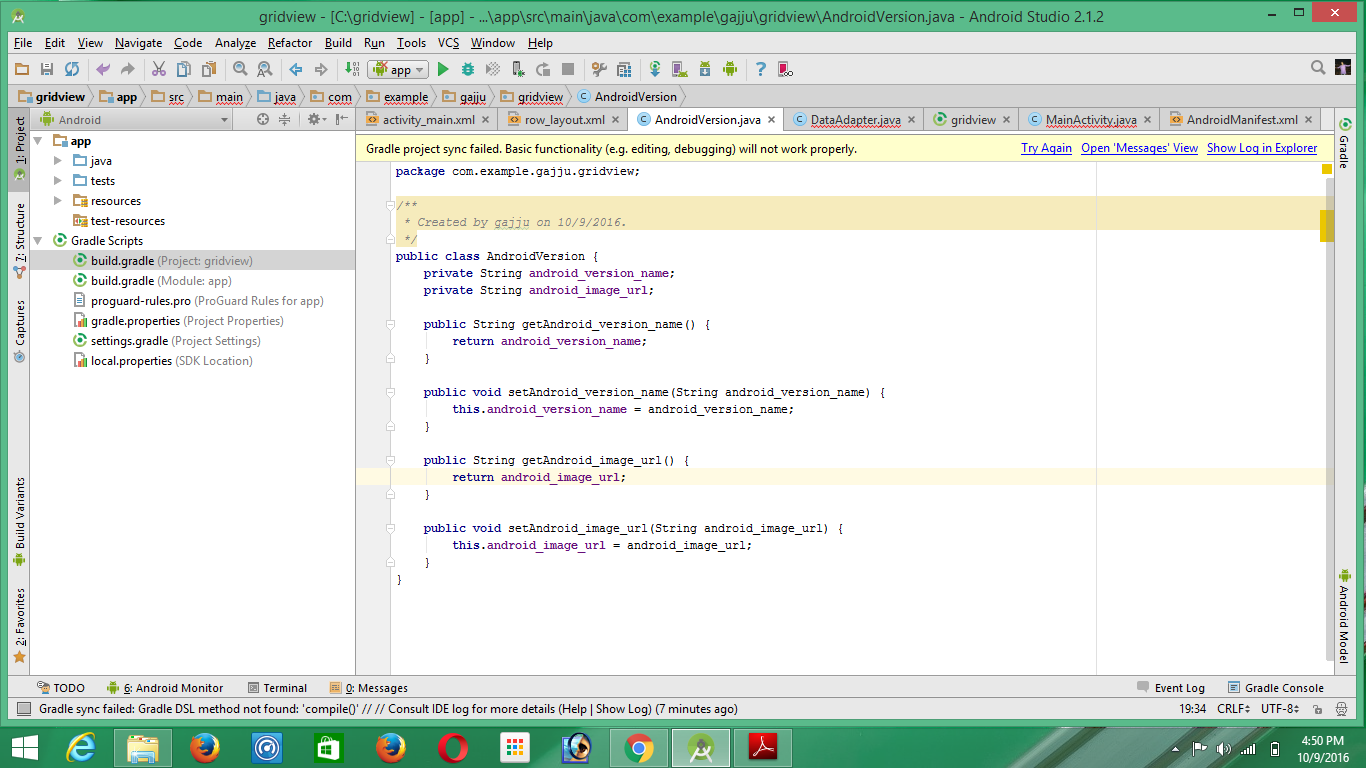 gridview - [C:\gridview] - [app] - ...\app\src\main\java\com\example\gajju\gridview\AndroidVersion.java - Android Studio 2.1.2
File Edit View Navigate Code Analyze Refactor Build Run Tools VCS Window Help
app
gridview app src main java com example gajju gridview AndroidVersion
Android
activity_main.xml row_layout.xml AndroidVersion.java DataAdapter.java gridview MainActivity.java AndroidManifest.xml
1: Project
7: Structure
Captures
Build Variants
2: Favorites
app
java
tests
resources
test-resources
Gradle Scripts
build.gradle (Project: gridview)
build.gradle (Module: app)
proguard-rules.pro (ProGuard Rules for app)
gradle.properties (Project Properties)
settings.gradle (Project Settings)
local.properties (SDK Location)
Gradle project sync failed. Basic functionality (e.g. editing, debugging) will not work properly. Try Again Open 'Messages' View Show Log in Explorer
package com.example.gajju.gridview;
/**
* Created by gajju on 10/9/2016.
*/
public class AndroidVersion {
private String android_version_name;
private String android_image_url;
public String getAndroid_version_name() {
return android_version_name;
}
public void setAndroid_version_name(String android_version_name) {
this.android_version_name = android_version_name;
}
public String getAndroid_image_url() {
return android_image_url;
}
public void setAndroid_image_url(String android_image_url) {
this.android_image_url = android_image_url;
}
}
Gradle
Android Model
TODO 6: Android Monitor Terminal 0: Messages Event Log Gradle Console
Gradle sync failed: Gradle DSL method not found: 'compile()' // // Consult IDE log for more details (Help | Show Log) (7 minutes ago) 19:34 CRLF UTF-8
4:50 PM
10/9/2016